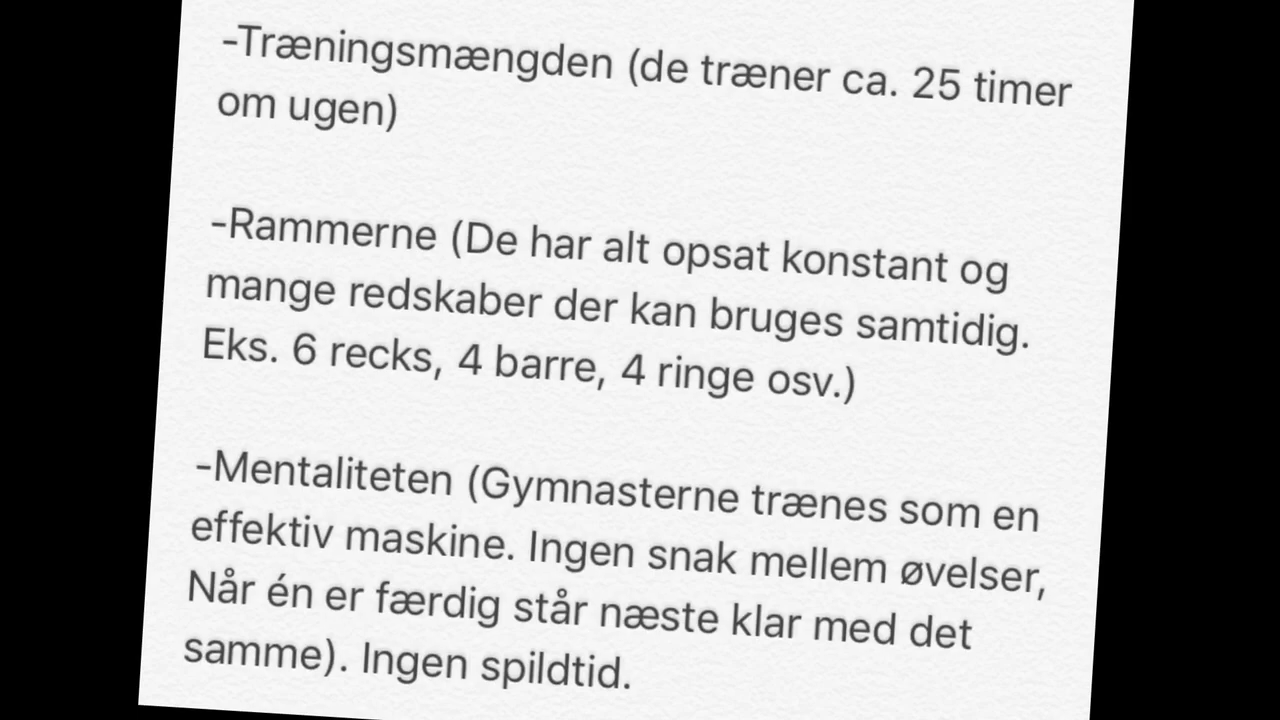 -Træningsmængden (de træner ca. 25 timer
om ugen)
-Rammerne (De har alt opsat konstant og
mange redskaber der kan bruges samtidig.
Eks. 6 recks, 4 barre, 4 ringe osv.)
-Mentaliteten (Gymnasterne trænes som en
effektiv maskine. Ingen snak mellem øvelser,
Når én er færdig står næste klar med det
samme). Ingen spildtid.